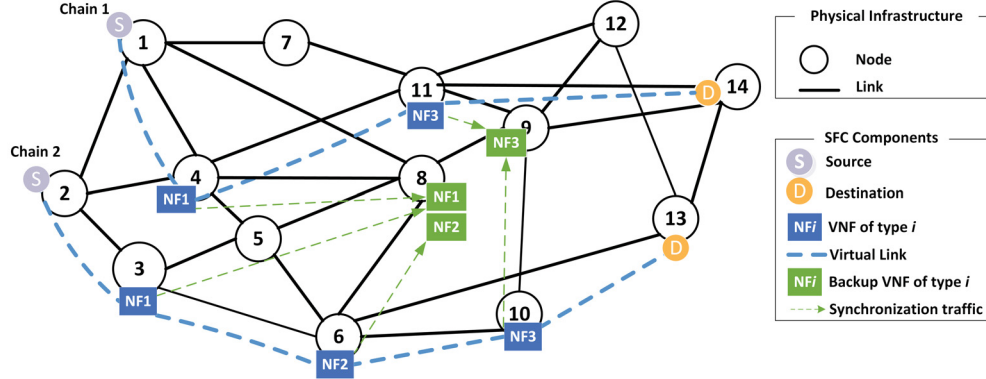 Chain 1
S
1
7
12
11
14
D
NF3
9
NF3
Chain 2
S
2
4
NF1
8
NF1
NF2
5
13
D
3
NF1
10
6
NF3
NF2
Physical Infrastructure
Node
Link
SFC Components
S Source
D Destination
NFi VNF of type i
Virtual Link
NFi Backup VNF of type i
Synchronization traffic